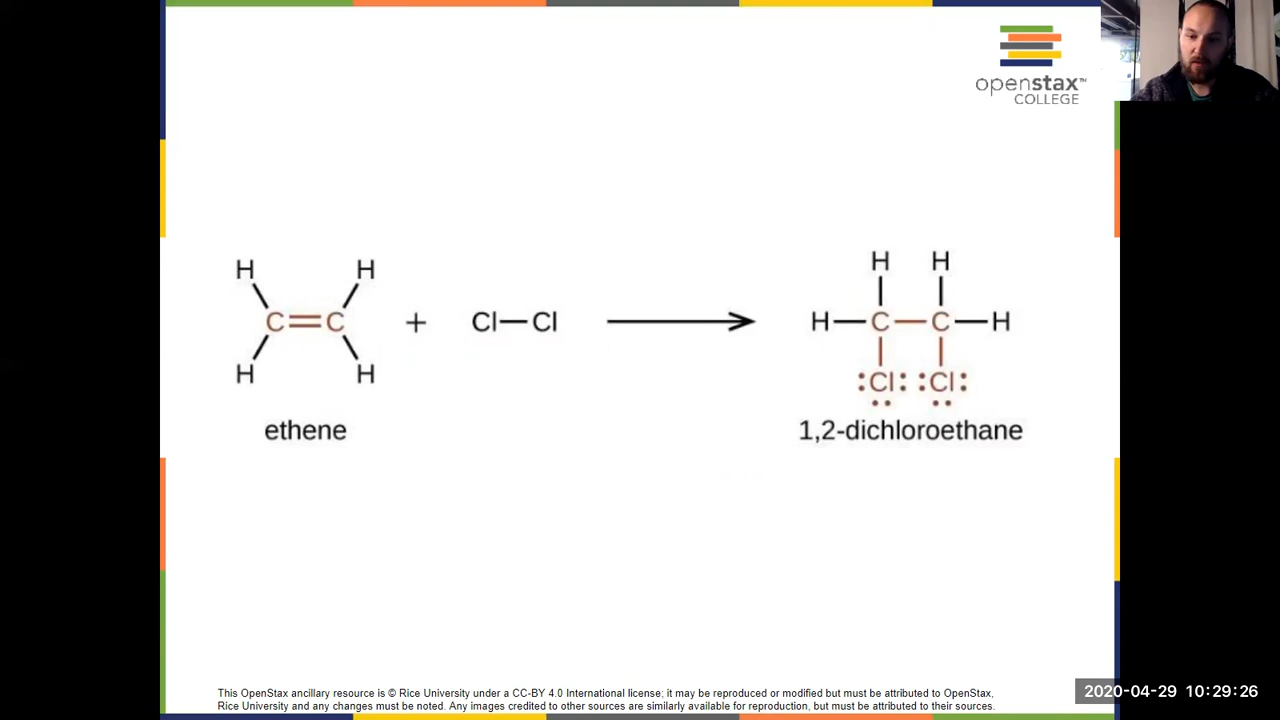 openstax™
COLLEGE
H H H H
C=C + Cl—Cl H—C—C—H
H H :Cl: :Cl:
ethene 1,2-dichloroethane
This OpenStax ancillary resource is © Rice University under a CC-BY 4.0 International license; it may be reproduced or modified but must be attributed to OpenStax,
Rice University and any changes must be noted. Any images credited to other sources are similarly available for reproduction, but must be attributed to their sources.
2020-04-29 10:29:26